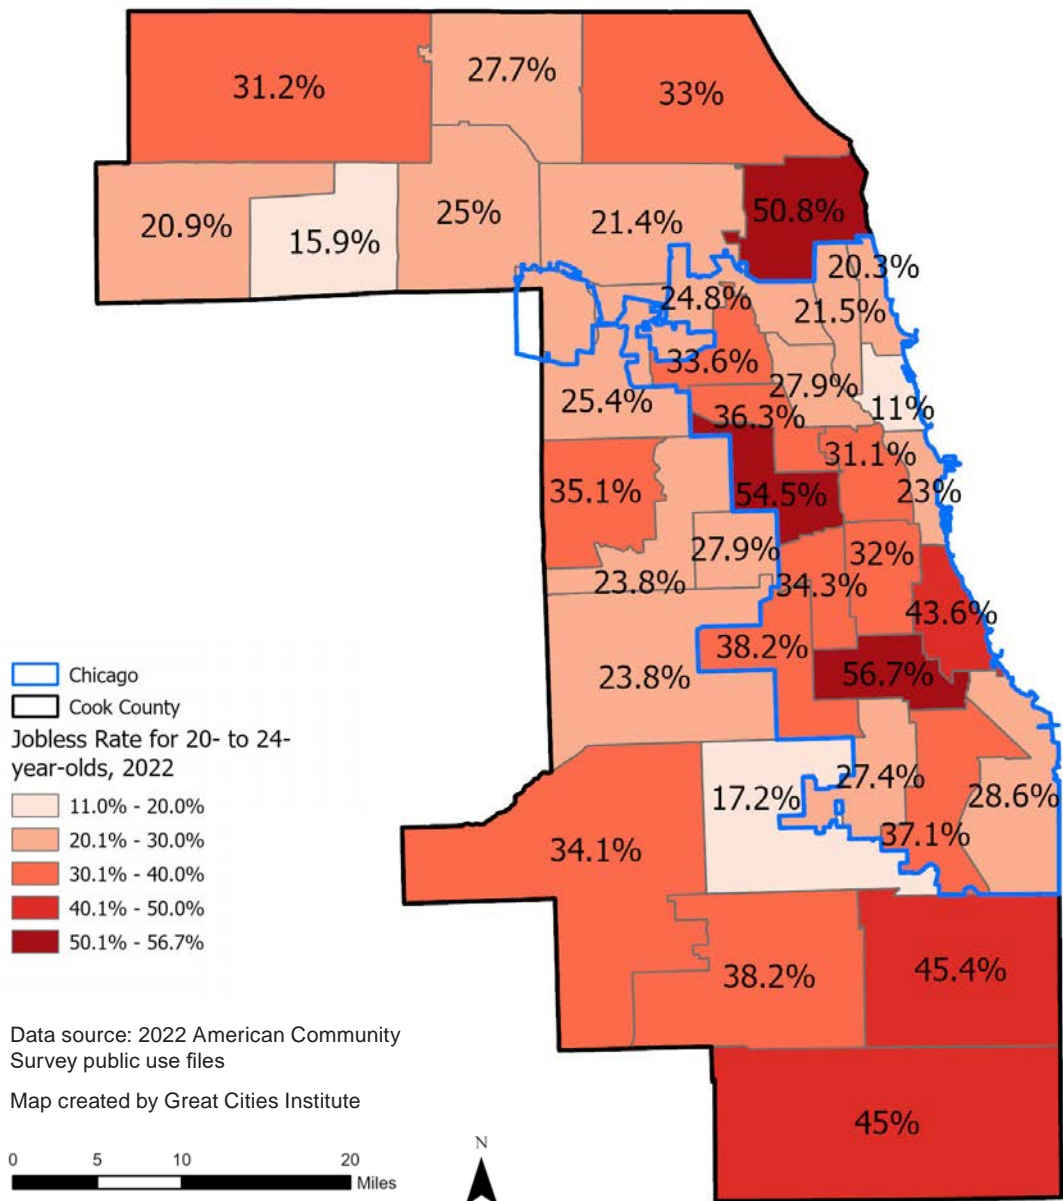 27.7%
31.2%
33%
50.8%
25%
20.9%
21.4%
15.9%
20.3%
24.8%
21.5%
33.6%
27.9%
25.4%
11%
36.3%
31.1%
35.1%
54.5%
23%
27.9%
32%
23.8%
34.3%
43.6%
38.2%
56.7%
23.8%
27.4%
17.2%
28.6%
37.1%
34.1%
38.2%
45.4%
45%
Chicago
Cook County
Jobless Rate for 20- to 24-
year-olds, 2022
11.0% - 20.0%
20.1% - 30.0%
30.1% - 40.0%
40.1% - 50.0%
50.1% - 56.7%
Data source: 2022 American Community
Survey public use files
Map created by Great Cities Institute
0 5 10 20
Miles
N